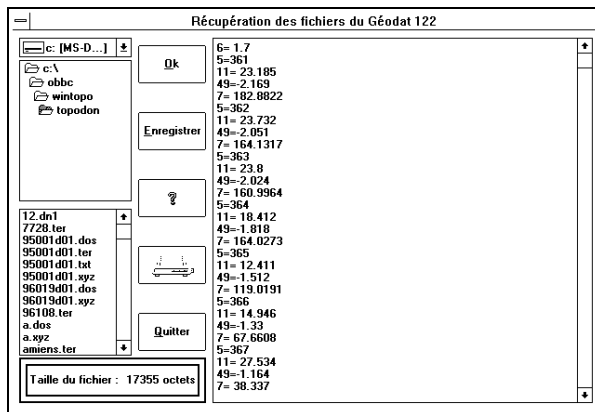 Récupération des fichiers du Géodat 122
c: [MS-D...]
c:\
obbc
wintopo
topodon
12.dn1
7728.ter
95001d01.dos
95001d01.ter
95001d01.txt
95001d01.xyz
96019d01.dos
96019d01.xyz
96108.ter
a.dos
a.xyz
amiens.ter
Taille du fichier : 17355 octets
Ok
Enregistrer
?
Quitter
6= 1.7
5=361
11= 23.185
49=-2.169
7= 182.8822
5=362
11= 23.732
49=-2.051
7= 164.1317
5=363
11= 23.8
49=-2.024
7= 160.9964
5=364
11= 18.412
49=-1.818
7= 164.0273
5=365
11= 12.411
49=-1.512
7= 119.0191
5=366
11= 14.946
49=-1.33
7= 67.6608
5=367
11= 27.534
49=-1.164
7= 38.337